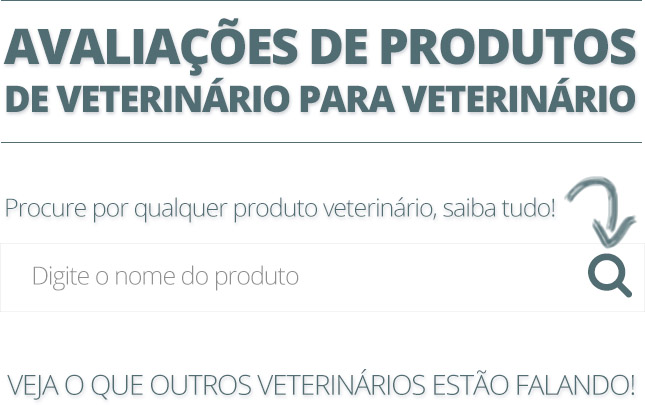 AVALIAÇÕES DE PRODUTOS
DE VETERINÁRIO PARA VETERINÁRIO
Procure por qualquer produto veterinário, saiba tudo!
Digite o nome do produto
VEJA O QUE OUTROS VETERINÁRIOS ESTÃO FALANDO!